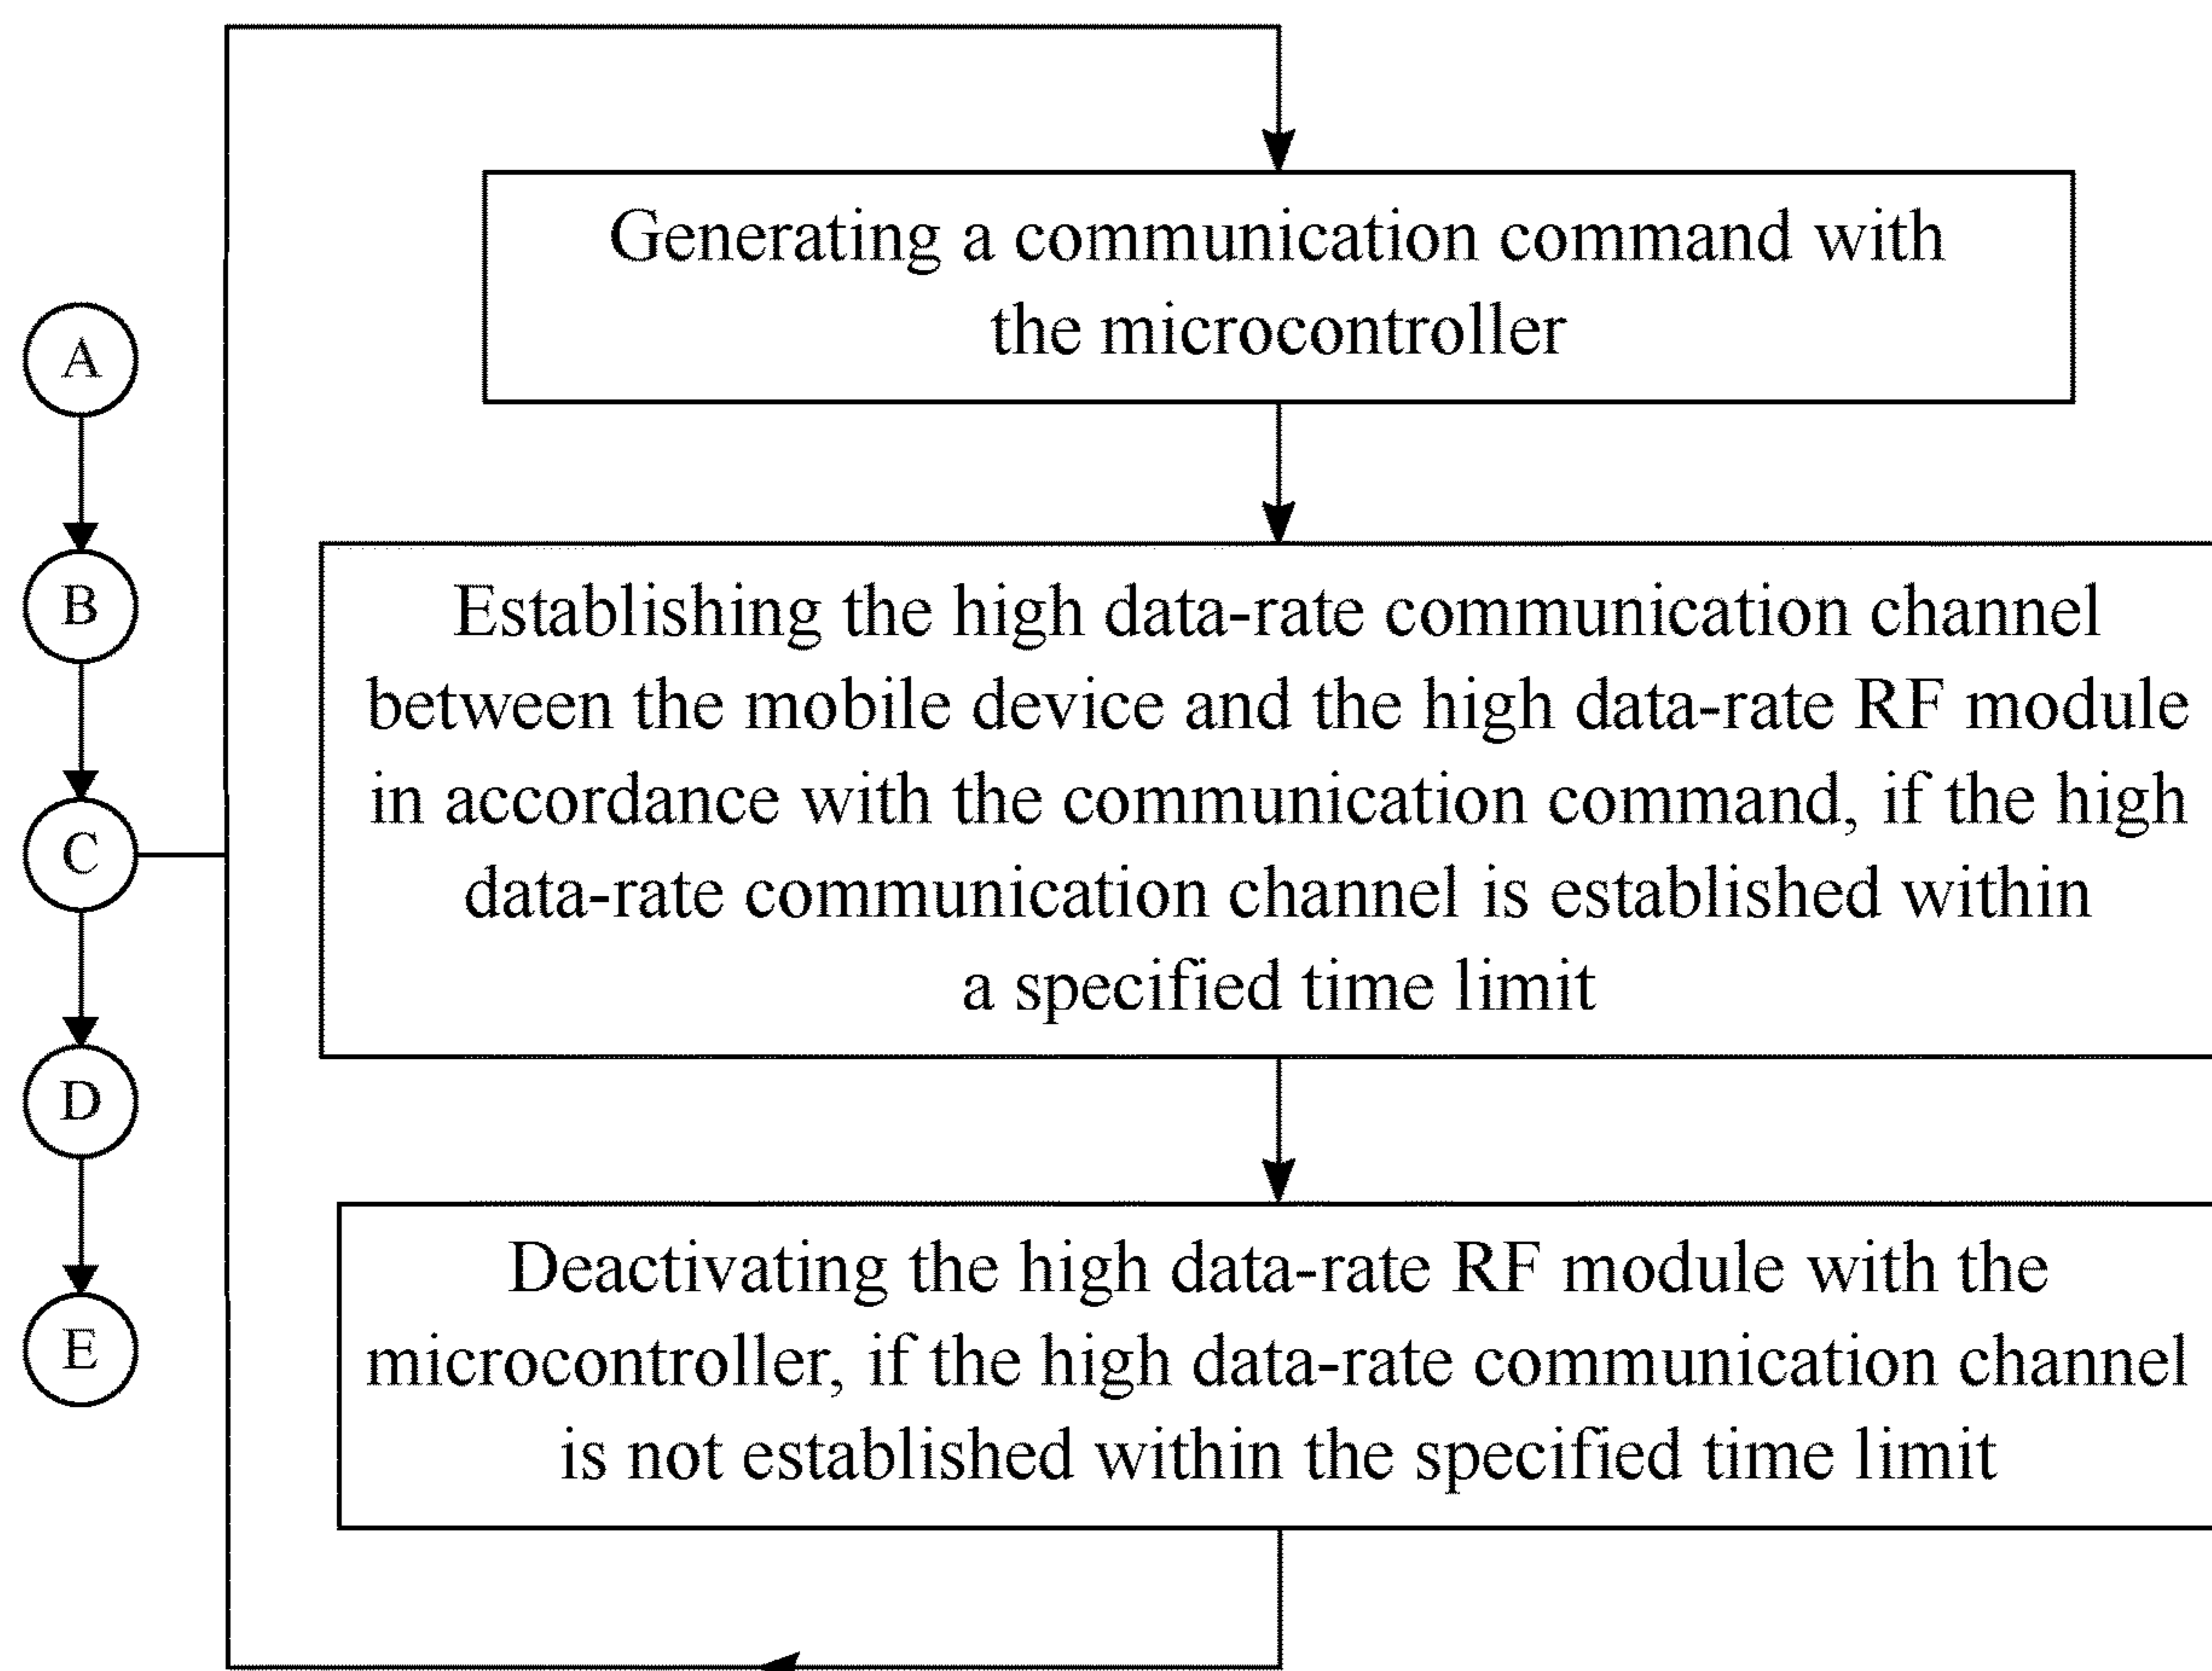 A
B
C
D
E
Generating a communication command with
the microcontroller
Establishing the high data-rate communication channel
between the mobile device and the high data-rate RF module
in accordance with the communication command, if the high
data-rate communication channel is established within
a specified time limit
Deactivating the high data-rate RF module with the
microcontroller, if the high data-rate communication channel
is not established within the specified time limit